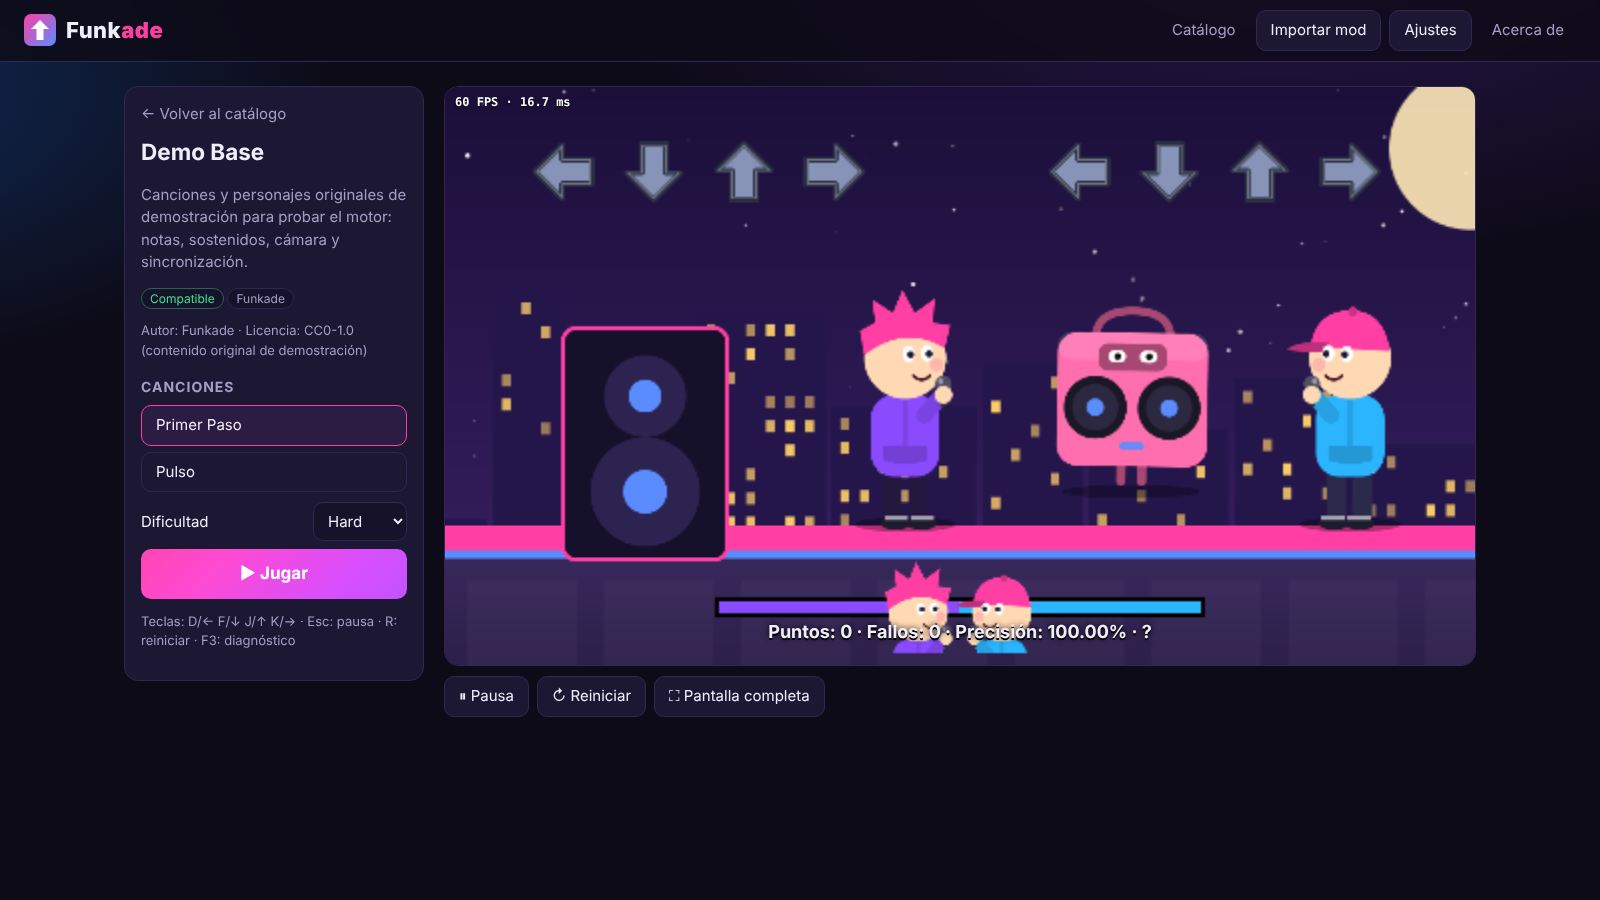 Funkade
Catálogo
Importar mod
Ajustes
Acerca de
← Volver al catálogo
Demo Base
Canciones y personajes originales de
demostración para probar el motor:
notas, sostenidos, cámara y
sincronización.
Compatible
Funkade
Autor: Funkade · Licencia: CC0-1.0
(contenido original de demostración)
CANCIONES
Primer Paso
Pulso
Dificultad
Hard
▶ Jugar
Teclas: D/← F/↓ J/↑ K/→ · Esc: pausa · R:
reiniciar · F3: diagnóstico
60 FPS · 16.7 ms
Puntos: 0 · Fallos: 0 · Precisión: 100.00% · ?
⏸ Pausa
↻ Reiniciar
⛶ Pantalla completa